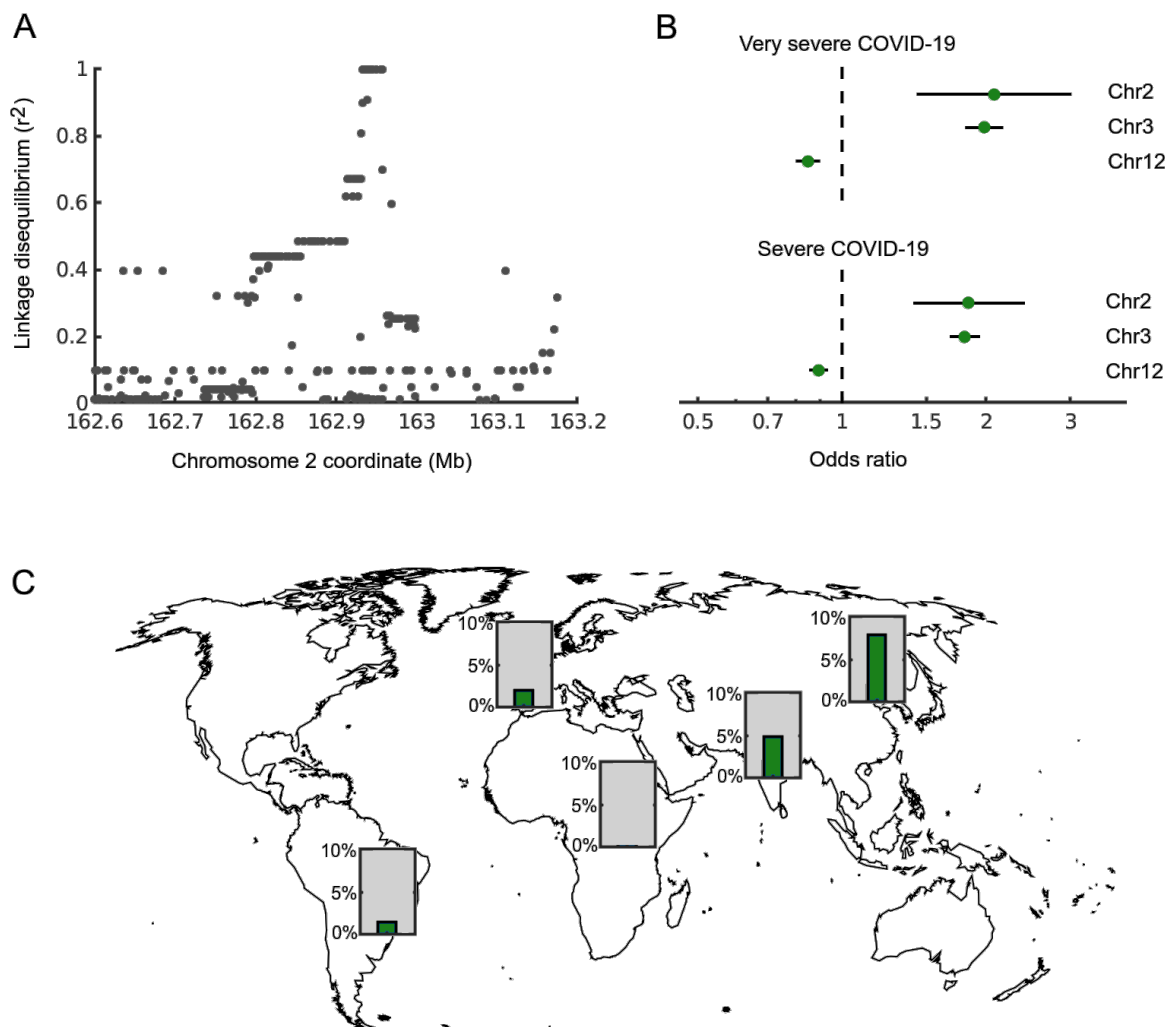 A
Linkage disequilibrium (r²)
1
0.8
0.6
0.4
0.2
0
162.6 162.7 162.8 162.9 163 163.1 163.2
Chromosome 2 coordinate (Mb)
B
Very severe COVID-19
Chr2
Chr3
Chr12
Severe COVID-19
Chr2
Chr3
Chr12
0.5 0.7 1 1.5 2 3
Odds ratio
C
10%
5%
0%
10%
5%
0%
10%
5%
0%
10%
5%
0%
10%
5%
0%